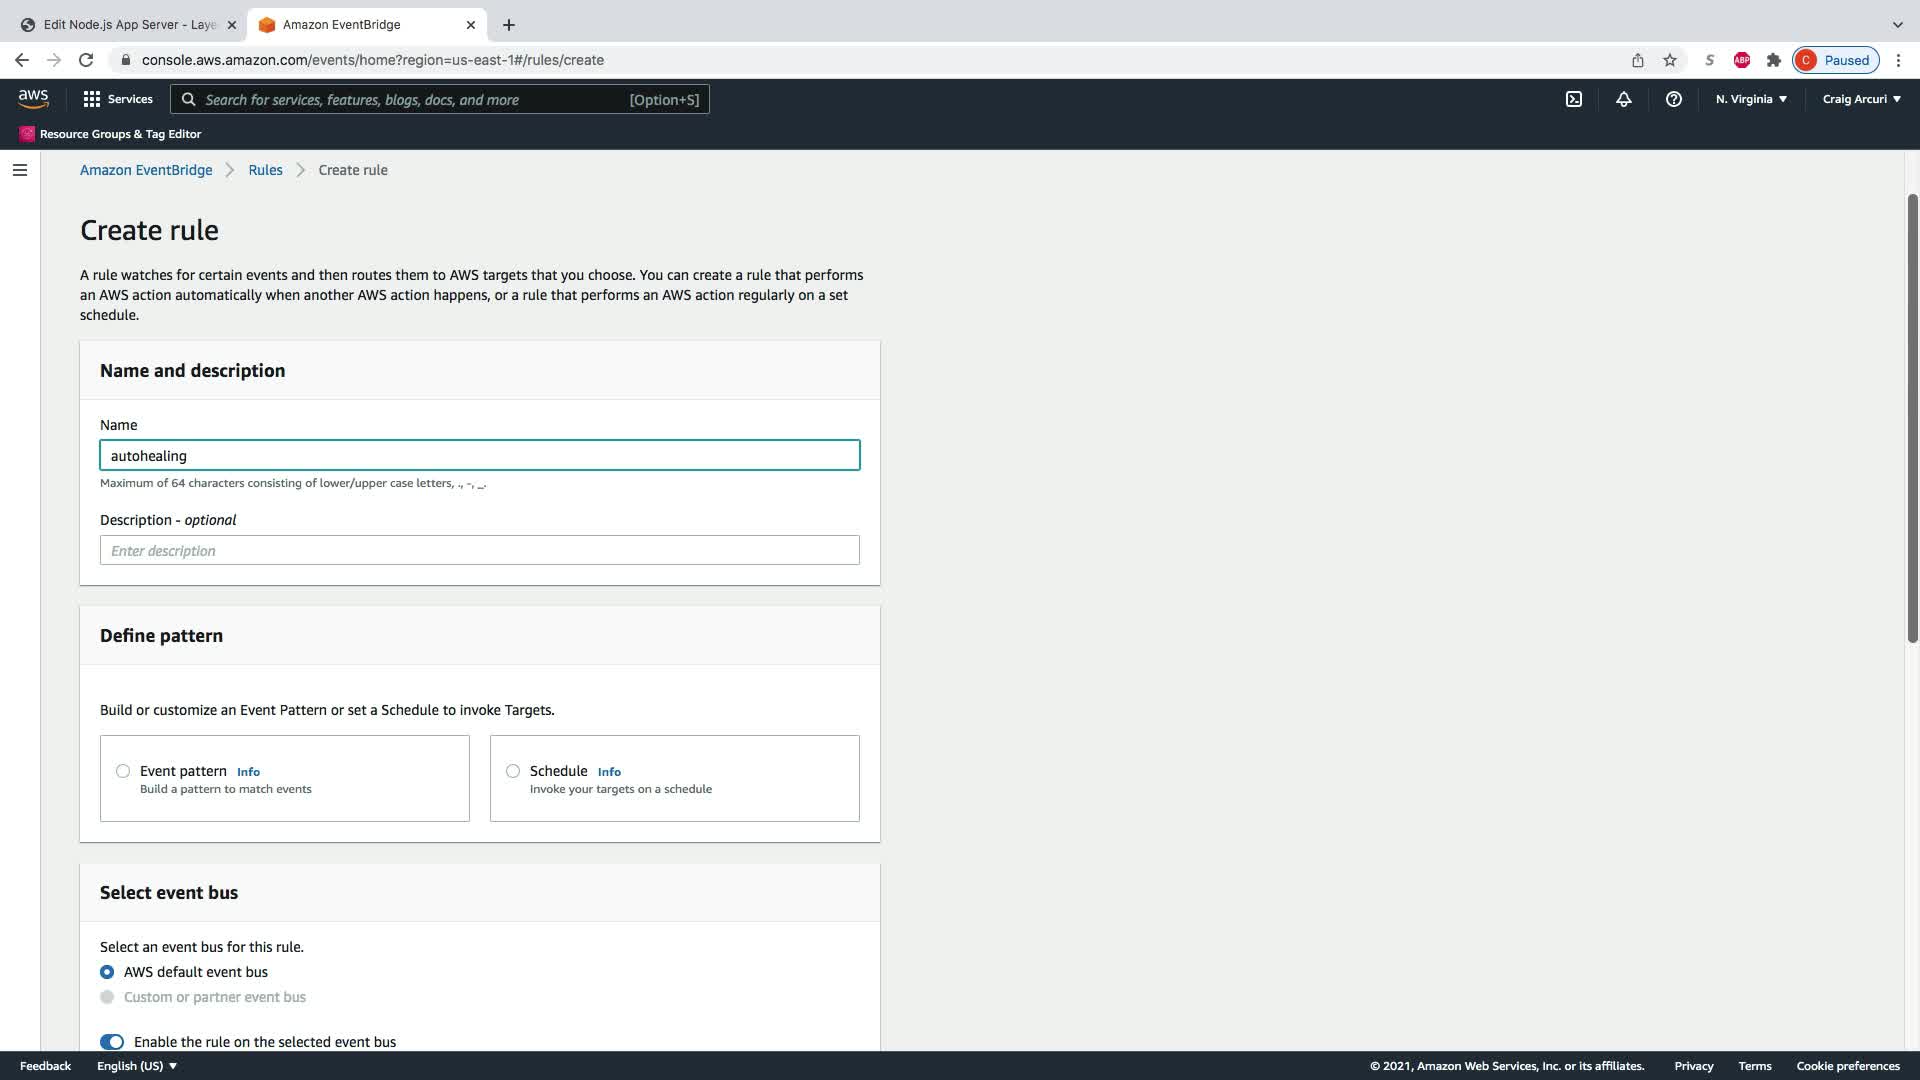 Edit Node.js App Server - Laye
Amazon EventBridge
console.aws.amazon.com/events/home?region=us-east-1#/rules/create
S
ABP
C
Paused
aws
Services
Search for services, features, blogs, docs, and more
[Option+S]
N. Virginia
Craig Arcuri
Resource Groups & Tag Editor
Amazon EventBridge
Rules
Create rule
Create rule
A rule watches for certain events and then routes them to AWS targets that you choose. You can create a rule that performs
an AWS action automatically when another AWS action happens, or a rule that performs an AWS action regularly on a set
schedule.
Name and description
Name
autohealing
Maximum of 64 characters consisting of lower/upper case letters, ., -, _.
Description - optional
Enter description
Define pattern
Build or customize an Event Pattern or set a Schedule to invoke Targets.
Event pattern Info
Build a pattern to match events
Schedule Info
Invoke your targets on a schedule
Select event bus
Select an event bus for this rule.
AWS default event bus
Custom or partner event bus
Enable the rule on the selected event bus
Feedback
English (US)
© 2021, Amazon Web Services, Inc. or its affiliates.
Privacy
Terms
Cookie preferences